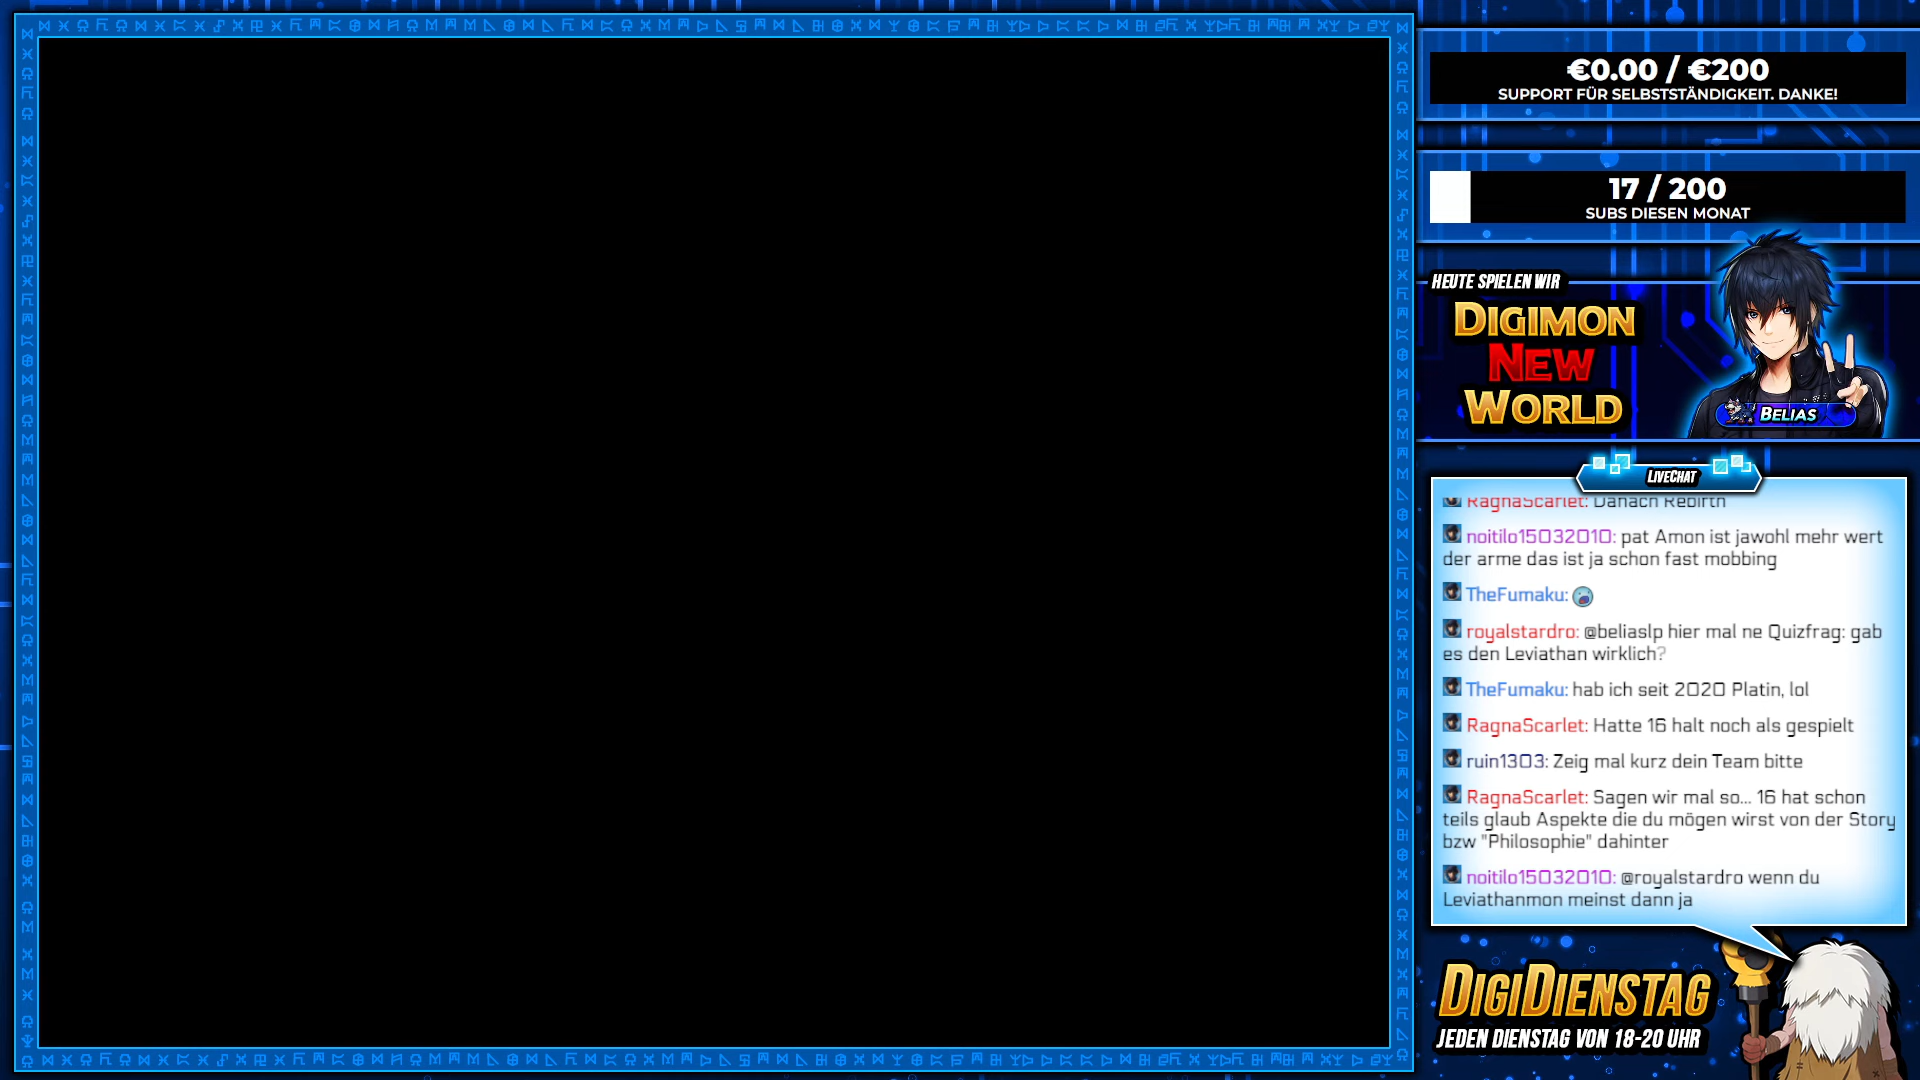 €0.00 / €200
SUPPORT FÜR SELBSTSTÄNDIGKEIT. DANKE!
17 / 200
SUBS DIESEN MONAT
HEUTE SPIELEN WIR
DIGIMON
NEW
WORLD
BELIAS
LIVECHAT
RagnaScarlet: Danach Rebirth
noitilo15032010: pat Amon ist jawohl mehr wert
der arme das ist ja schon fast mobbing
TheFumaku:
royalstardro: @beliaslp hier mal ne Quizfrag: gab
es den Leviathan wirklich?
TheFumaku: hab ich seit 2020 Platin, lol
RagnaScarlet: Hatte 16 halt noch als gespielt
ruin1303: Zeig mal kurz dein Team bitte
RagnaScarlet: Sagen wir mal so... 16 hat schon
teils glaub Aspekte die du mögen wirst von der Story
bzw "Philosophie" dahinter
noitilo15032010: @royalstardro wenn du
Leviathanmon meinst dann ja
DIGIDIENSTAG
JEDEN DIENSTAG VON 18-20 UHR